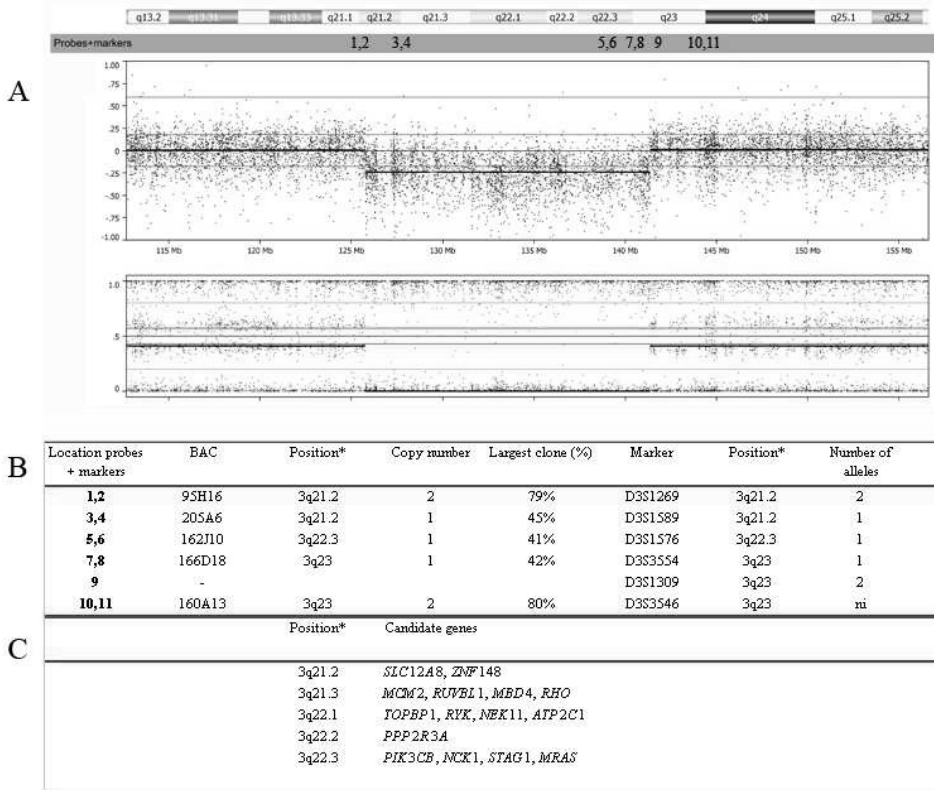 q13.2 q13.31 q13.33 q21.1 q21.2 q21.3 q22.1 q22.2 q22.3 q23 q24 q25.1 q25.2
Probes+markers 1,2 3,4 5,6 7,8 9 10,11
A
1.00
.75
.50
.25
0
-.25
-.50
-.75
-1.00
115 Mb 120 Mb 125 Mb 130 Mb 135 Mb 140 Mb 145 Mb 150 Mb 155 Mb
1.0
.5
0
B
Location probes + markers BAC Position* Copy number Largest clone (%) Marker Position* Number of alleles
1,2 95H16 3q21.2 2 79% D3S1269 3q21.2 2
3,4 205A6 3q21.2 1 45% D3S1589 3q21.2 1
5,6 162J10 3q22.3 1 41% D3S1576 3q22.3 1
7,8 166D18 3q23 1 42% D3S3554 3q23 1
9 - D3S1309 3q23 2
10,11 160A13 3q23 2 80% D3S3546 3q23 ni
C
Position* Candidate genes
3q21.2 SLC12A8, ZNF148
3q21.3 MCM2, RUVBL1, MBD4, RHO
3q22.1 TOPBP1, RYK, NEK11, ATP2C1
3q22.2 PPP2R3A
3q22.3 PIK3CB, NCK1, STAG1, MRAS